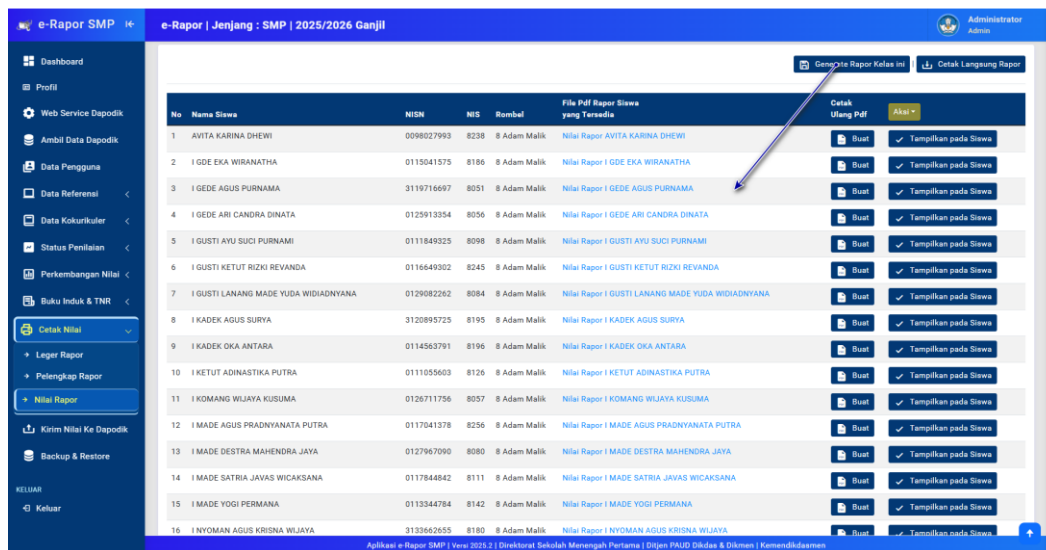 e-Rapor SMP
e-Rapor | Jenjang : SMP | 2025/2026 Ganjil
Administrator
Admin
Dashboard
Profil
Web Service Dapodik
Ambil Data Dapodik
Data Pengguna
Data Referensi
Data Kokurikuler
Status Penilaian
Perkembangan Nilai
Buku Induk & TNR
Cetak Nilai
Leger Rapor
Pelengkap Rapor
Nilai Rapor
Kirim Nilai Ke Dapodik
Backup & Restore
KELUAR
Keluar
Generate Rapor Kelas ini | Cetak Langsung Rapor
No Nama Siswa NISN NIS Rombel File Pdf Rapor Siswa yang Tersedia Cetak Ulang Pdf Aksi
1 AVITA KARINA DHEWI 0098027993 8238 8 Adam Malik Nilai Rapor AVITA KARINA DHEWI Buat Tampilkan pada Siswa
2 I GDE EKA WIRANATHA 0115041575 8186 8 Adam Malik Nilai Rapor I GDE EKA WIRANATHA Buat Tampilkan pada Siswa
3 I GEDE AGUS PURNAMA 3119716697 8051 8 Adam Malik Nilai Rapor I GEDE AGUS PURNAMA Buat Tampilkan pada Siswa
4 I GEDE ARI CANDRA DINATA 0125913354 8056 8 Adam Malik Nilai Rapor I GEDE ARI CANDRA DINATA Buat Tampilkan pada Siswa
5 I GUSTI AYU SUCI PURNAMI 0111849325 8098 8 Adam Malik Nilai Rapor I GUSTI AYU SUCI PURNAMI Buat Tampilkan pada Siswa
6 I GUSTI KETUT RIZKI REVANDA 0116649302 8245 8 Adam Malik Nilai Rapor I GUSTI KETUT RIZKI REVANDA Buat Tampilkan pada Siswa
7 I GUSTI LANANG MADE YUDA WIDIADNYANA 0129082262 8084 8 Adam Malik Nilai Rapor I GUSTI LANANG MADE YUDA WIDIADNYANA Buat Tampilkan pada Siswa
8 I KADEK AGUS SURYA 3120895725 8195 8 Adam Malik Nilai Rapor I KADEK AGUS SURYA Buat Tampilkan pada Siswa
9 I KADEK OKA ANTARA 0114563791 8196 8 Adam Malik Nilai Rapor I KADEK OKA ANTARA Buat Tampilkan pada Siswa
10 I KETUT ADINASTIKA PUTRA 0111055603 8126 8 Adam Malik Nilai Rapor I KETUT ADINASTIKA PUTRA Buat Tampilkan pada Siswa
11 I KOMANG WIJAYA KUSUMA 0126711756 8057 8 Adam Malik Nilai Rapor I KOMANG WIJAYA KUSUMA Buat Tampilkan pada Siswa
12 I MADE AGUS PRADNYANATA PUTRA 0117041378 8256 8 Adam Malik Nilai Rapor I MADE AGUS PRADNYANATA PUTRA Buat Tampilkan pada Siswa
13 I MADE DESTRA MAHENDRA JAYA 0127967090 8080 8 Adam Malik Nilai Rapor I MADE DESTRA MAHENDRA JAYA Buat Tampilkan pada Siswa
14 I MADE SATRIA JAVAS WICAKSANA 0117844842 8111 8 Adam Malik Nilai Rapor I MADE SATRIA JAVAS WICAKSANA Buat Tampilkan pada Siswa
15 I MADE YOGI PERMANA 0113344784 8142 8 Adam Malik Nilai Rapor I MADE YOGI PERMANA Buat Tampilkan pada Siswa
16 I NYOMAN AGUS KRISNA WIJAYA 3133662655 8180 8 Adam Malik Nilai Rapor I NYOMAN AGUS KRISNA WIJAYA Buat Tampilkan pada Siswa
Aplikasi e-Rapor SMP | Versi 2025.2 | Direktorat Sekolah Menengah Pertama | Ditjen PAUD Dikdas & Dikmen | Kemendikdasmen